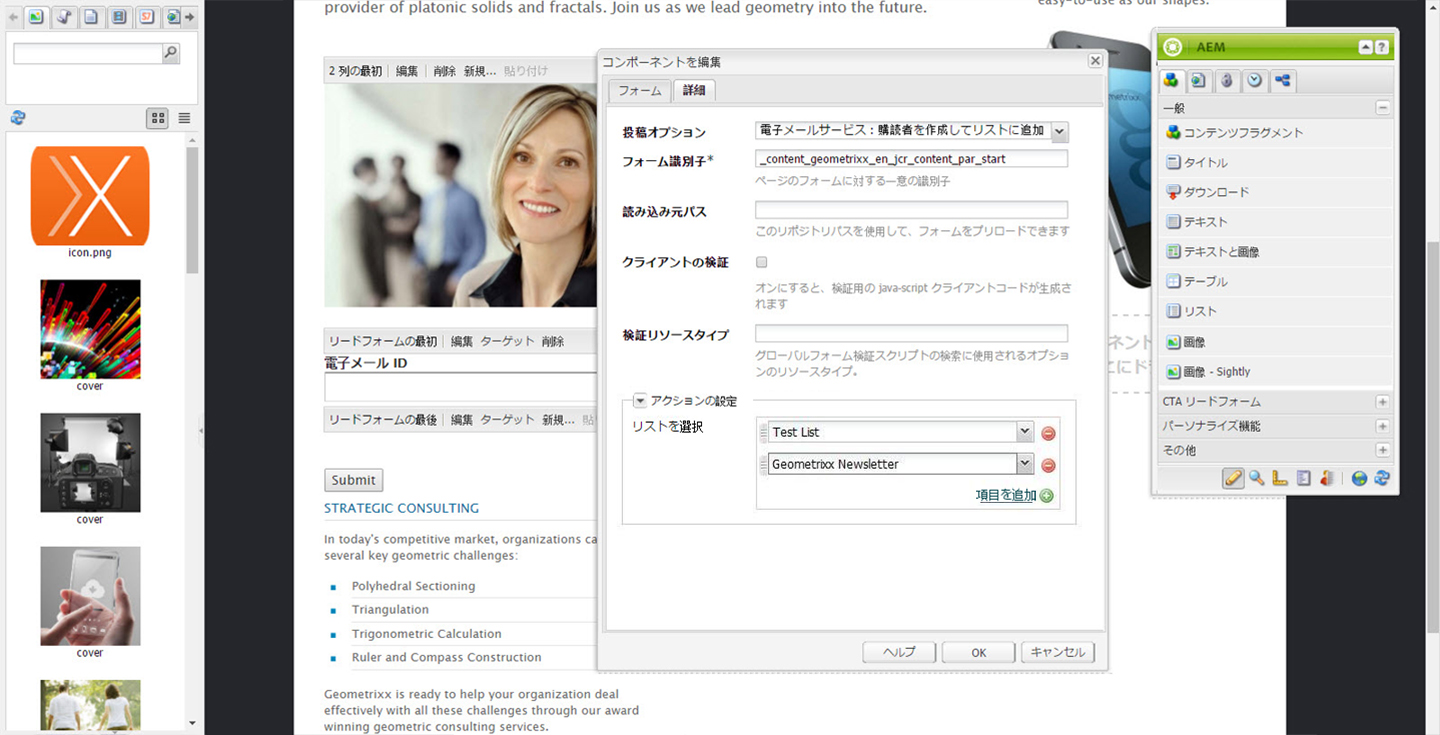 provider of platonic solids and fractals. Join us as we lead geometry into the future.
easy-to-use as our shapes.
icon.png
cover
cover
cover
2 列の最初 編集 削除 新規... 貼り付け
リードフォームの最初 編集 ターゲット 削除
電子メール ID
リードフォームの最後 編集 ターゲット 新規... 貼
Submit
STRATEGIC CONSULTING
In today's competitive market, organizations ca
several key geometric challenges:
Polyhedral Sectioning
Triangulation
Trigonometric Calculation
Ruler and Compass Construction
Geometrixx is ready to help your organization deal
effectively with all these challenges through our award
winning geometric consulting services.
コンポーネントを編集
フォーム 詳細
投稿オプション 電子メールサービス：購読者を作成してリストに追加
フォーム識別子* _content_geometrixx_en_jcr_content_par_start
ページのフォームに対する一意の識別子
読み込み元パス
このリポジトリパスを使用して、フォームをプリロードできます
クライアントの検証
オンにすると、検証用の java-script クライアントコードが生成さ
れます
検証リソースタイプ
グローバルフォーム検証スクリプトの検索に使用されるオプショ
ンのリソースタイプ。
アクションの設定
リストを選択 Test List
Geometrixx Newsletter
項目を追加
ヘルプ OK キャンセル
AEM
一般
コンテンツフラグメント
タイトル
ダウンロード
テキスト
テキストと画像
テーブル
リスト
画像
画像 - Sightly
CTA リードフォーム
パーソナライズ機能
その他